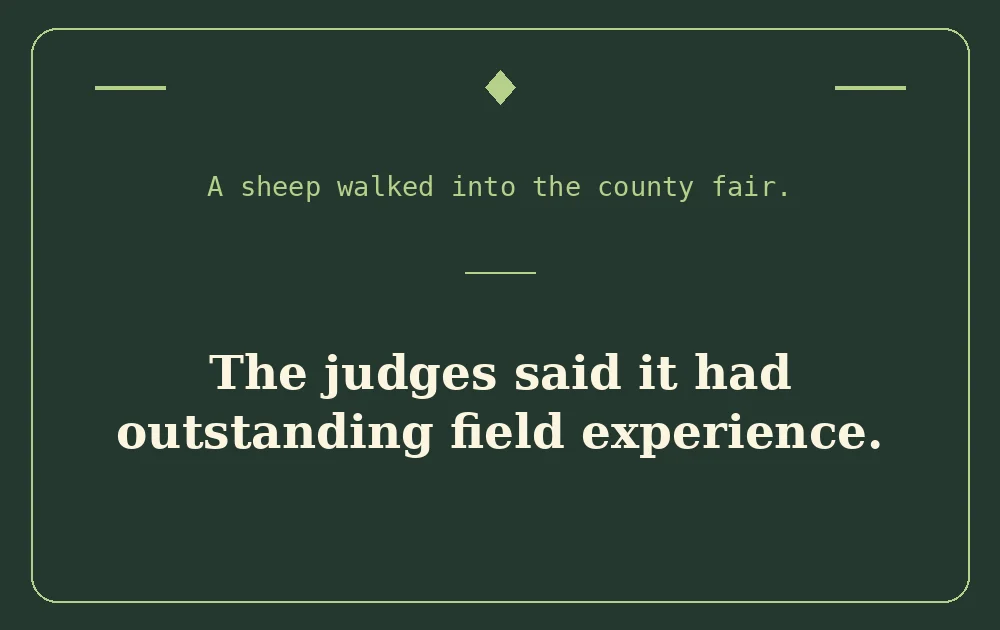 A sheep walked into the county fair.
The judges said it had
outstanding field experience.